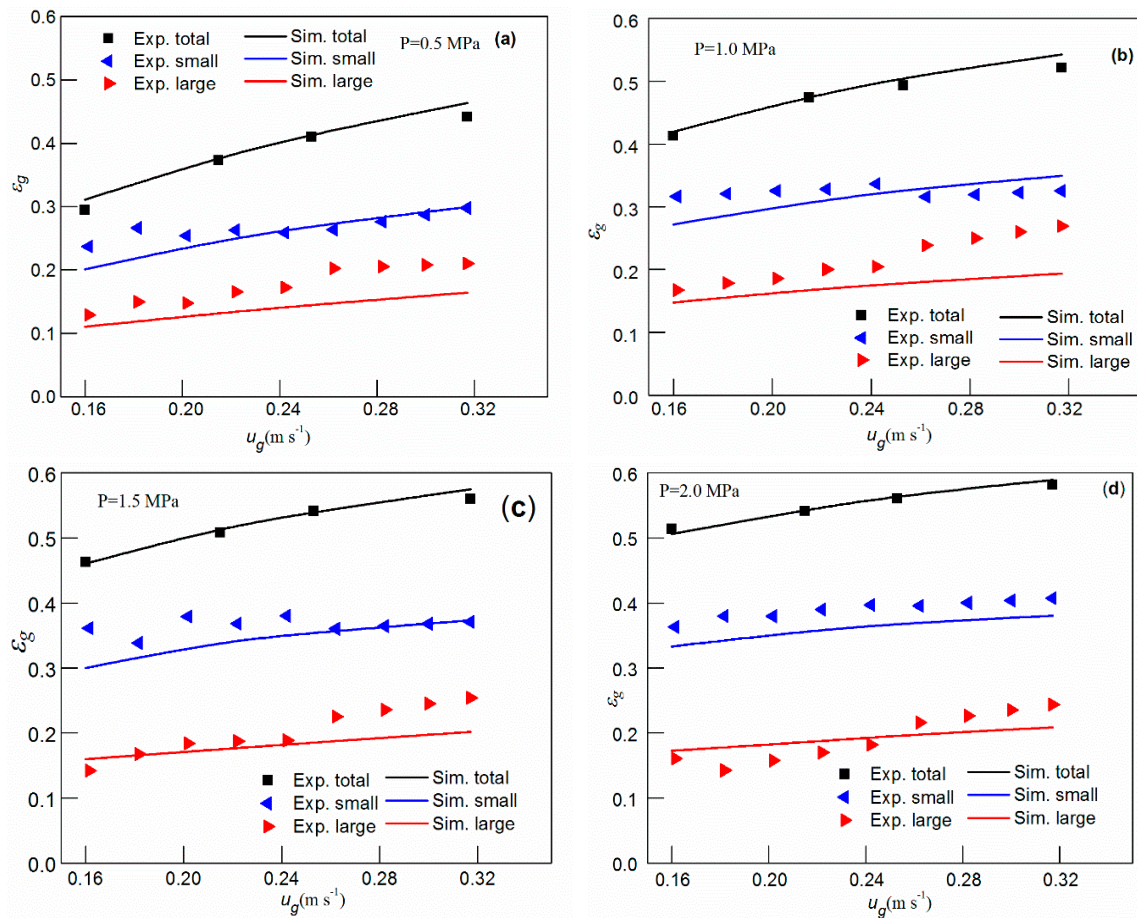 0.6
0.5
0.4
0.3
0.2
0.1
0.0
εg
Exp. total
Exp. small
Exp. large
Sim. total
Sim. small
Sim. large
P=0.5 MPa
(a)
0.16 0.20 0.24 0.28 0.32
ug(m s-1)
0.6
0.5
0.4
0.3
0.2
0.1
0.0
εg
P=1.0 MPa
(b)
Exp. total
Exp. small
Exp. large
Sim. total
Sim. small
Sim. large
0.16 0.20 0.24 0.28 0.32
ug(m s-1)
0.6
0.5
0.4
0.3
0.2
0.1
0.0
εg
P=1.5 MPa
(c)
Exp. total
Exp. small
Exp. large
Sim. total
Sim. small
Sim. large
0.16 0.20 0.24 0.28 0.32
ug(m s-1)
0.6
0.5
0.4
0.3
0.2
0.1
0.0
εg
P=2.0 MPa
(d)
Exp. total
Exp. small
Exp. large
Sim. total
Sim. small
Sim. large
0.16 0.20 0.24 0.28 0.32
ug(m s-1)